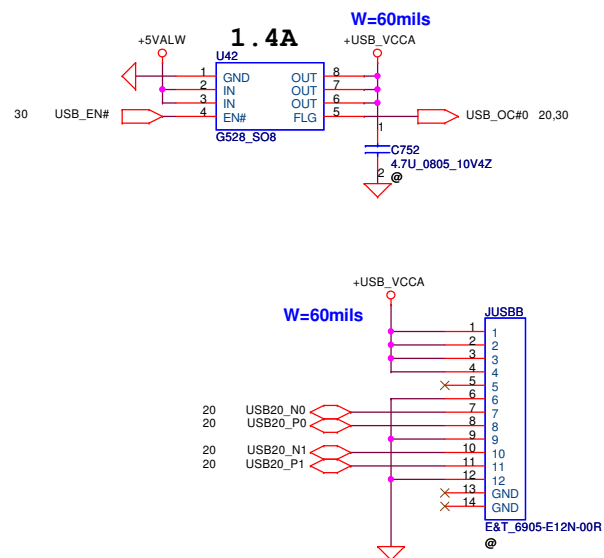 W=60mils
+5VALW 1.4A +USB_VCCA
U42
1 GND OUT 8
2 IN OUT 7
3 IN OUT 6
30 USB_EN# 4 EN# FLG 5 USB_OC#0 20,30
G528_SO8
1
C752
4.7U_0805_10V4Z
2 @
+USB_VCCA
W=60mils
JUSBB
1 1
2 2
3 3
4 4
5 5
6 6
20 USB20_N0 7 7
20 USB20_P0 8 8
9 9
20 USB20_N1 10 10
20 USB20_P1 11 11
12 12
13 GND
14 GND
E&T_6905-E12N-00R
@